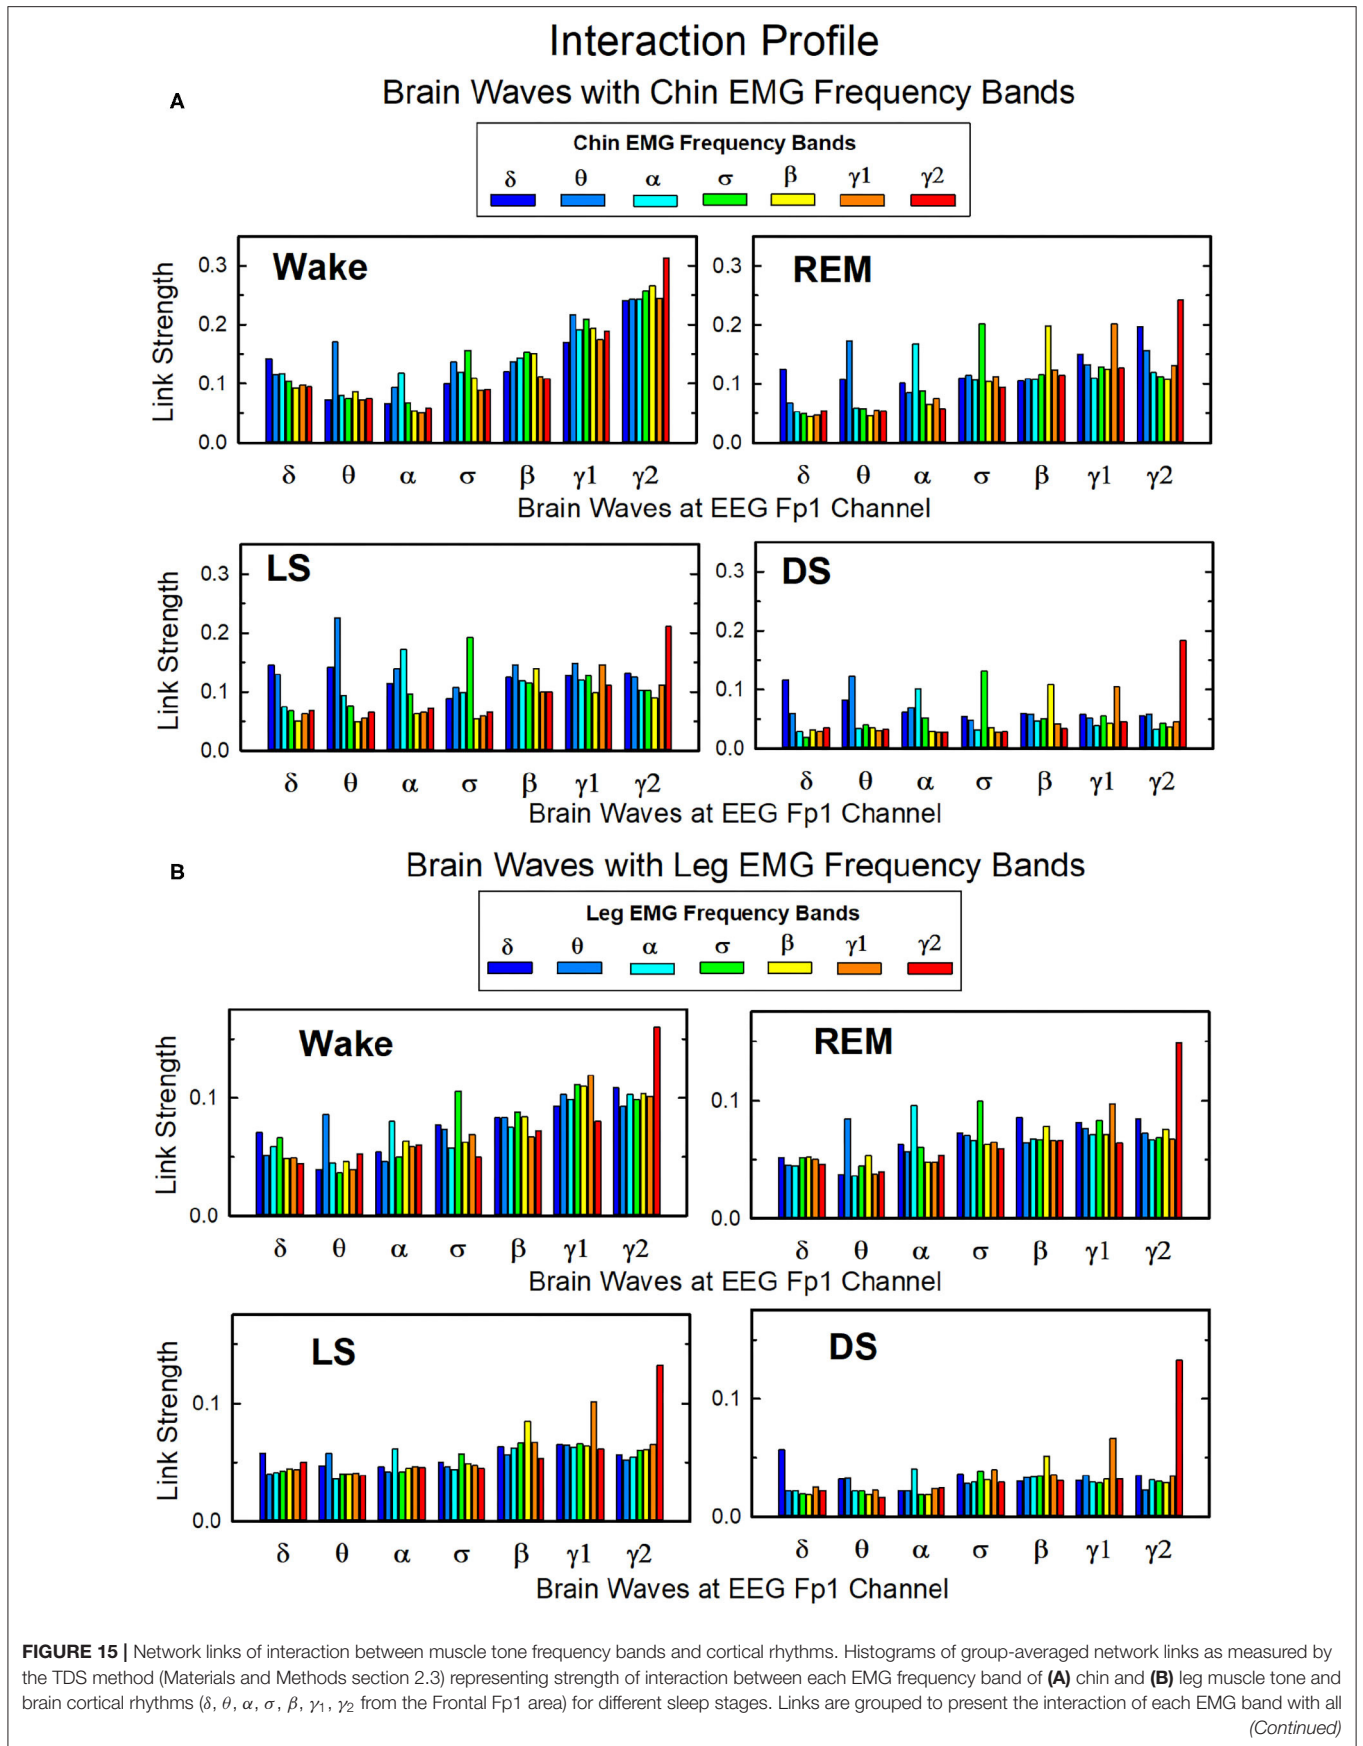 Interaction Profile
A
Brain Waves with Chin EMG Frequency Bands
Chin EMG Frequency Bands
δ θ α σ β γ1 γ2
Wake
REM
Link Strength
0.3
0.2
0.1
0.0
0.3
0.2
0.1
0.0
δ θ α σ β γ1 γ2
δ θ α σ β γ1 γ2
Brain Waves at EEG Fp1 Channel
LS
DS
Link Strength
0.3
0.2
0.1
0.0
0.3
0.2
0.1
0.0
δ θ α σ β γ1 γ2
δ θ α σ β γ1 γ2
Brain Waves at EEG Fp1 Channel
B
Brain Waves with Leg EMG Frequency Bands
Leg EMG Frequency Bands
δ θ α σ β γ1 γ2
Wake
REM
Link Strength
0.1
0.0
0.1
0.0
δ θ α σ β γ1 γ2
δ θ α σ β γ1 γ2
Brain Waves at EEG Fp1 Channel
LS
DS
Link Strength
0.1
0.0
0.1
0.0
δ θ α σ β γ1 γ2
δ θ α σ β γ1 γ2
Brain Waves at EEG Fp1 Channel
FIGURE 15 | Network links of interaction between muscle tone frequency bands and cortical rhythms. Histograms of group-averaged network links as measured by
the TDS method (Materials and Methods section 2.3) representing strength of interaction between each EMG frequency band of (A) chin and (B) leg muscle tone and
brain cortical rhythms (δ, θ, α, σ, β, γ₁, γ₂ from the Frontal Fp1 area) for different sleep stages. Links are grouped to present the interaction of each EMG band with all
(Continued)